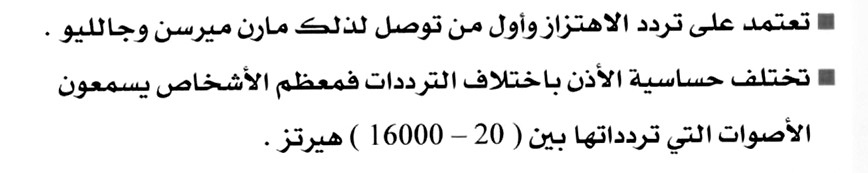 ■ تعتمد على تردد الاهتزاز وأول من توصل لذلك مارن ميرسن وجالليو .
■ تختلف حساسية الأذن باختلاف الترددات فمعظم الأشخاص يسمعون
الأصوات التي تردداتها بين ( 20 – 16000 ) هيرتز .